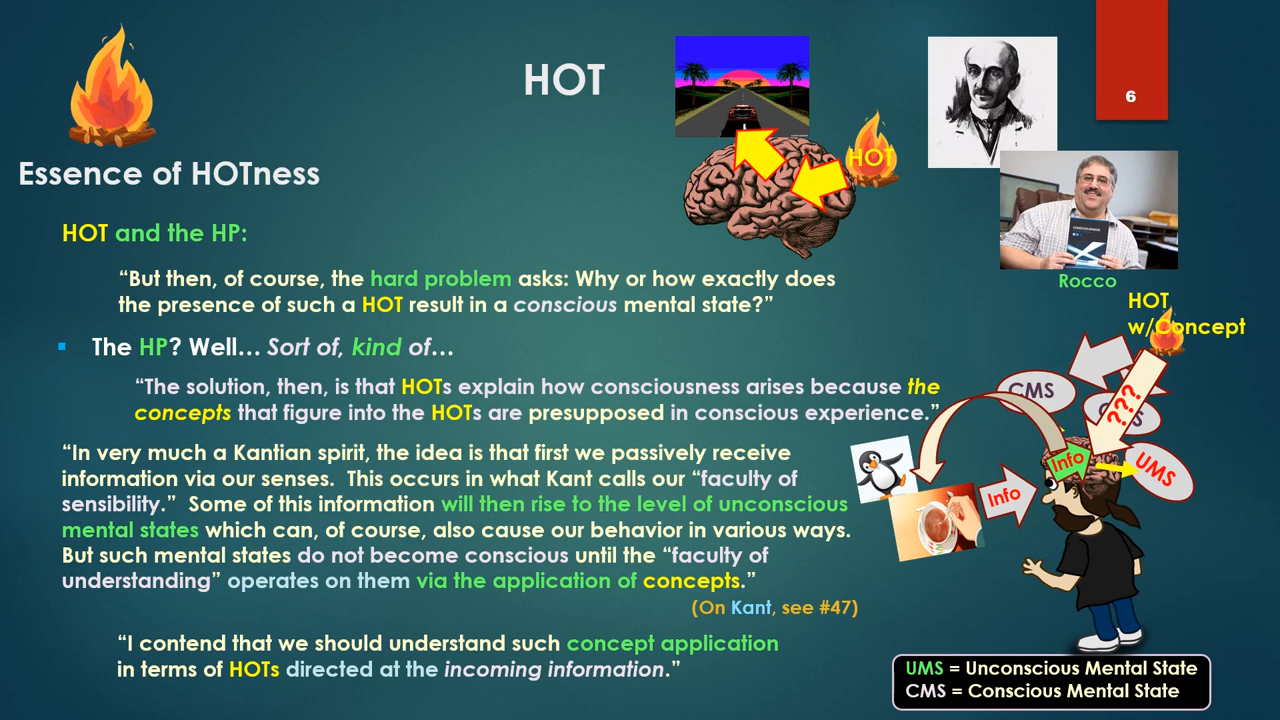 HOT
6
HOT
Essence of HOTness
Rocco
HOT and the HP:
“But then, of course, the hard problem asks: Why or how exactly does
the presence of such a HOT result in a conscious mental state?”
▪ The HP? Well… Sort of, kind of…
“The solution, then, is that HOTs explain how consciousness arises because the
concepts that figure into the HOTs are presupposed in conscious experience.”
“In very much a Kantian spirit, the idea is that first we passively receive
information via our senses. This occurs in what Kant calls our “faculty of
sensibility.” Some of this information will then rise to the level of unconscious
mental states which can, of course, also cause our behavior in various ways.
But such mental states do not become conscious until the “faculty of
understanding” operates on them via the application of concepts.”
(On Kant, see #47)
“I contend that we should understand such concept application
in terms of HOTs directed at the incoming information.”
HOT
w/Concept
CMS
???
Info
UMS
Info
UMS = Unconscious Mental State
CMS = Conscious Mental State